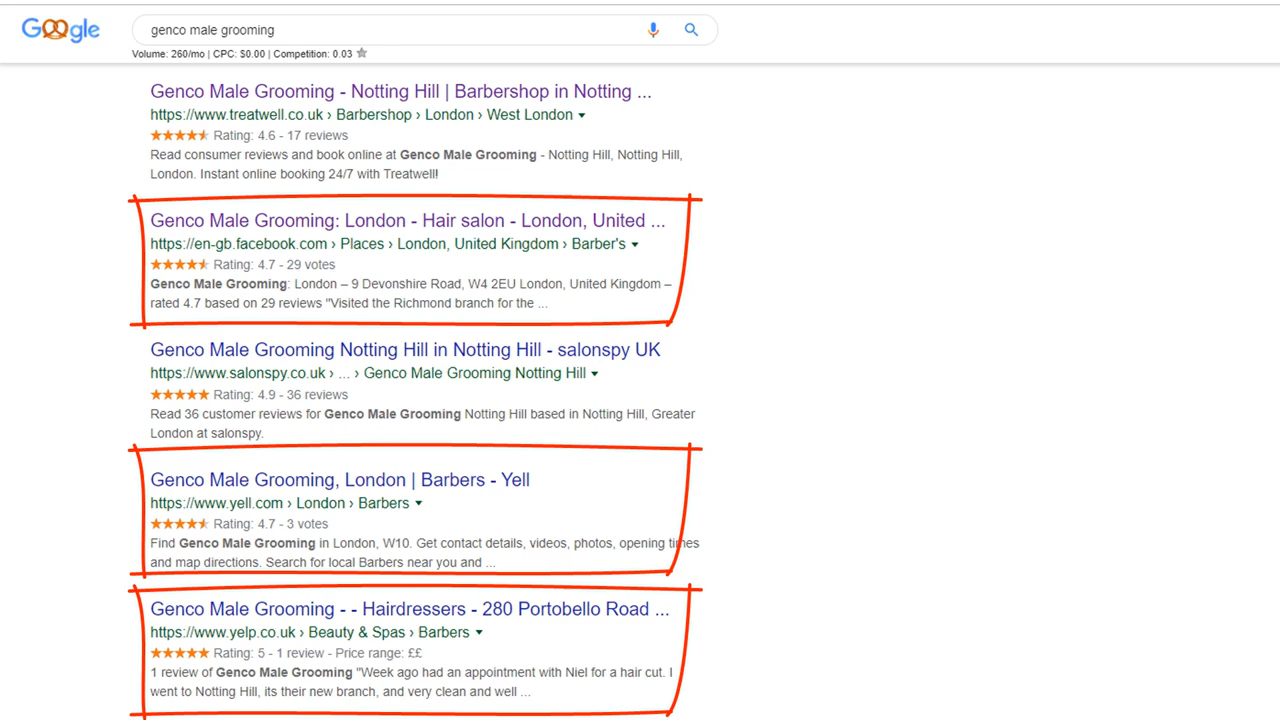 Google
genco male grooming
Volume: 260/mo | CPC: $0.00 | Competition: 0.03
Genco Male Grooming - Notting Hill | Barbershop in Notting ...
https://www.treatwell.co.uk › Barbershop › London › West London
Rating: 4.6 - 17 reviews
Read consumer reviews and book online at Genco Male Grooming - Notting Hill, Notting Hill,
London. Instant online booking 24/7 with Treatwell!
Genco Male Grooming: London - Hair salon - London, United ...
https://en-gb.facebook.com › Places › London, United Kingdom › Barber's
Rating: 4.7 - 29 votes
Genco Male Grooming: London – 9 Devonshire Road, W4 2EU London, United Kingdom –
rated 4.7 based on 29 reviews "Visited the Richmond branch for the ...
Genco Male Grooming Notting Hill in Notting Hill - salonspy UK
https://www.salonspy.co.uk › ... › Genco Male Grooming Notting Hill
Rating: 4.9 - 36 reviews
Read 36 customer reviews for Genco Male Grooming Notting Hill based in Notting Hill, Greater
London at salonspy.
Genco Male Grooming, London | Barbers - Yell
https://www.yell.com › London › Barbers
Rating: 4.7 - 3 votes
Find Genco Male Grooming in London, W10. Get contact details, videos, photos, opening times
and map directions. Search for local Barbers near you and ...
Genco Male Grooming - - Hairdressers - 280 Portobello Road ...
https://www.yelp.co.uk › Beauty & Spas › Barbers
Rating: 5 - 1 review - Price range: ££
1 review of Genco Male Grooming "Week ago had an appointment with Niel for a hair cut. I
went to Notting Hill, its their new branch, and very clean and well ...